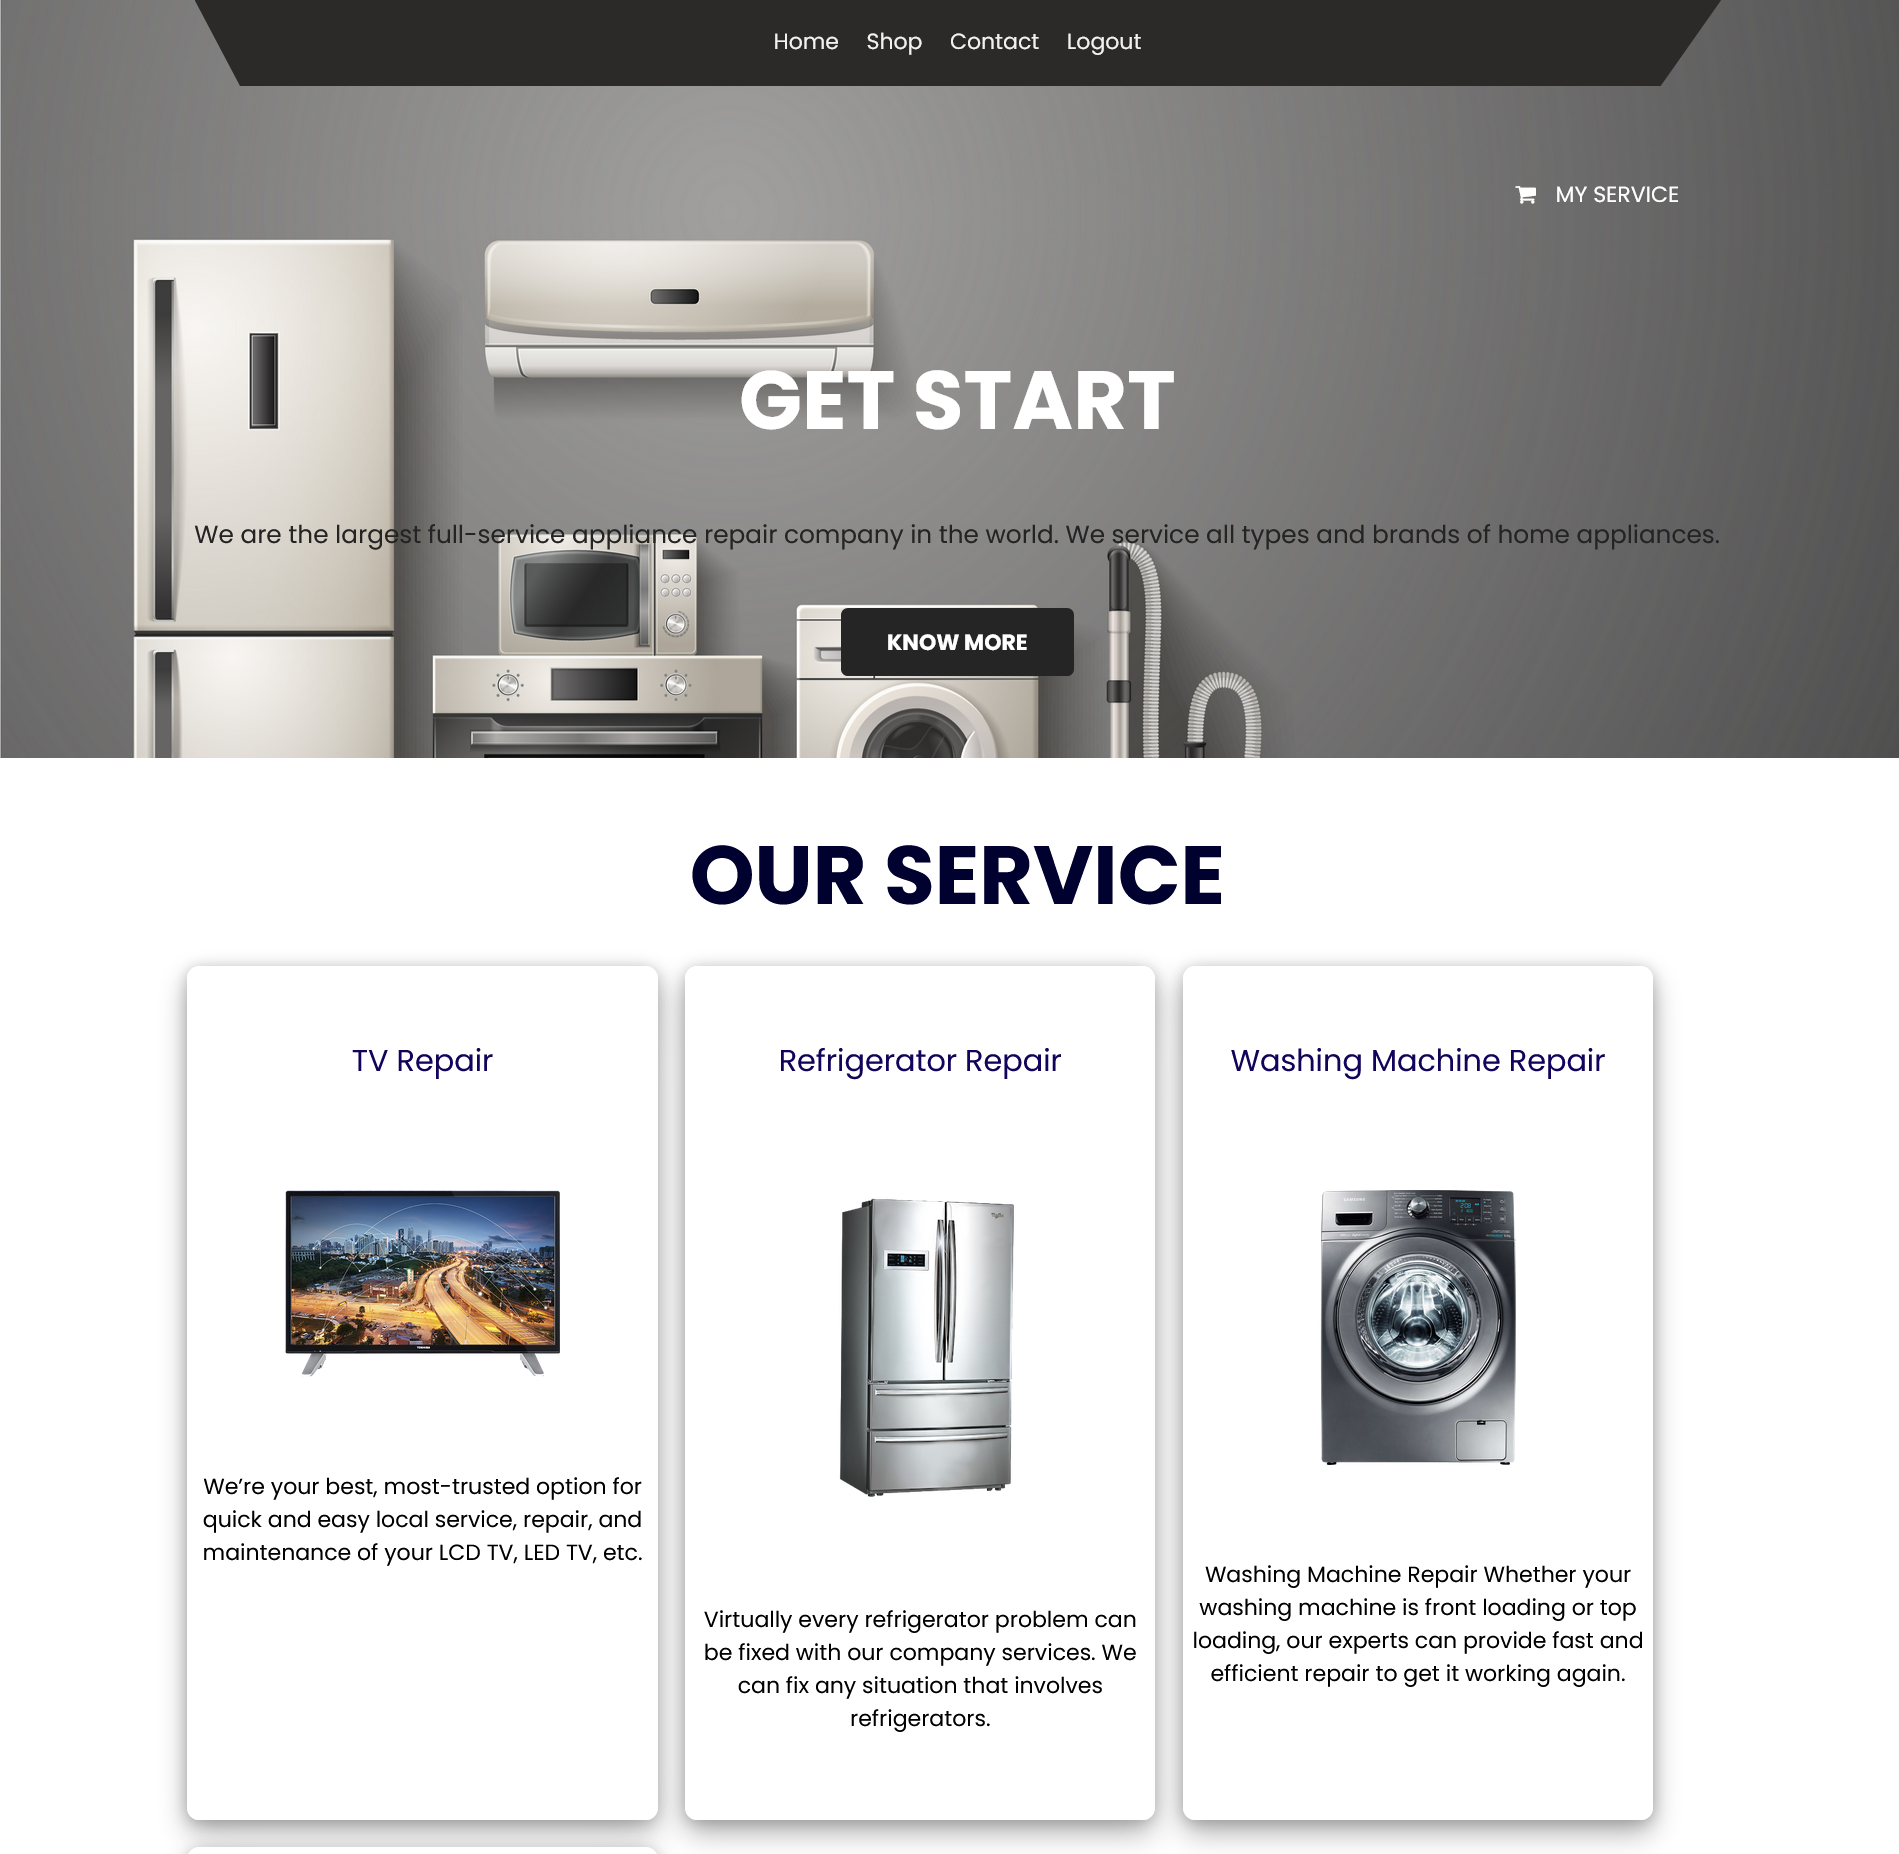 Home Shop Contact Logout
MY SERVICE
GET START
We are the largest full-service appliance repair company in the world. We service all types and brands of home appliances.
KNOW MORE
OUR SERVICE
TV Repair
We’re your best, most-trusted option for
quick and easy local service, repair, and
maintenance of your LCD TV, LED TV, etc.
Refrigerator Repair
Virtually every refrigerator problem can
be fixed with our company services. We
can fix any situation that involves
refrigerators.
Washing Machine Repair
SAMSUNG
Washing Machine Repair Whether your
washing machine is front loading or top
loading, our experts can provide fast and
efficient repair to get it working again.